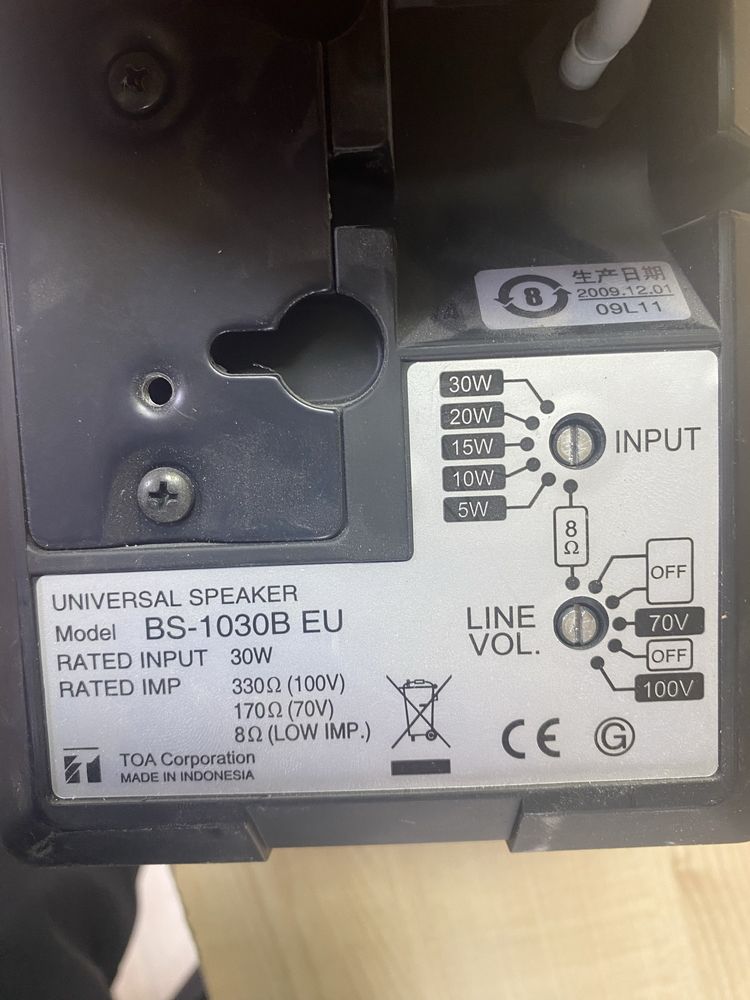 生产日期
8
2009.12.01
09L11
30W
20W
15W
10W
5W
INPUT
8Ω
OFF
70V
OFF
100V
LINE
VOL.
UNIVERSAL SPEAKER
Model BS-1030B EU
RATED INPUT 30W
RATED IMP 330Ω (100V)
170Ω (70V)
8Ω (LOW IMP.)
TOA Corporation
MADE IN INDONESIA
CE
G